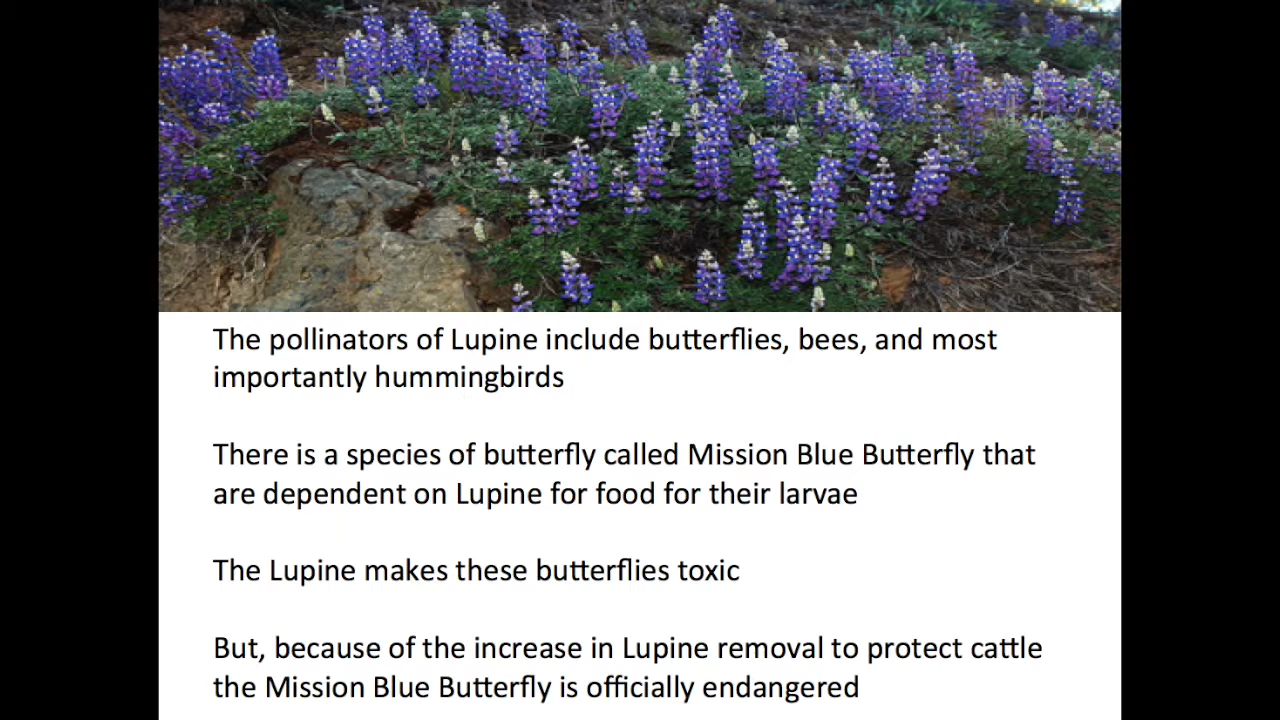 The pollinators of Lupine include butterflies, bees, and most
importantly hummingbirds
There is a species of butterfly called Mission Blue Butterfly that
are dependent on Lupine for food for their larvae
The Lupine makes these butterflies toxic
But, because of the increase in Lupine removal to protect cattle
the Mission Blue Butterfly is officially endangered